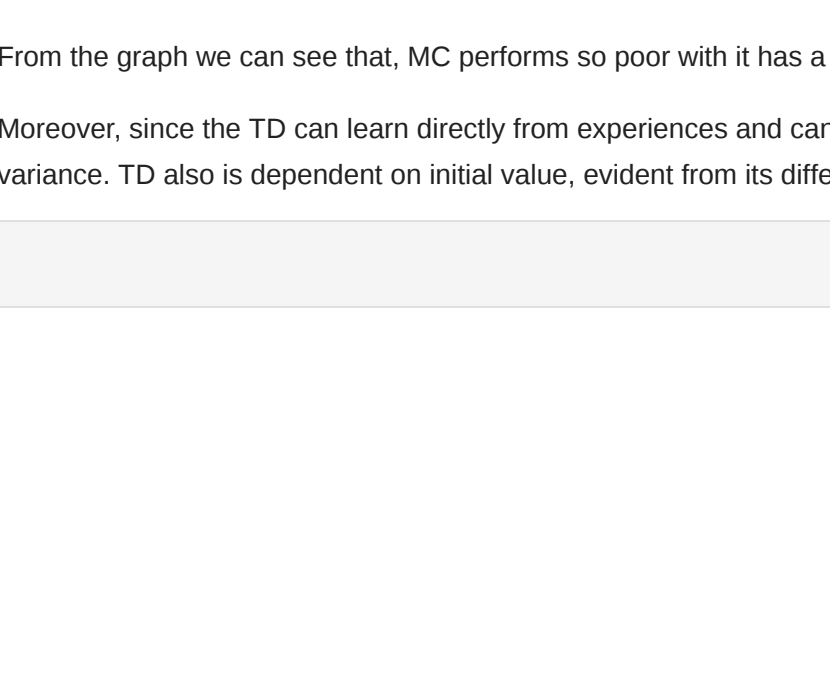 From the graph we can see that, MC performs so poor with it has a
Moreover, since the TD can learn directly from experiences and can
variance. TD also is dependent on initial value, evident from its